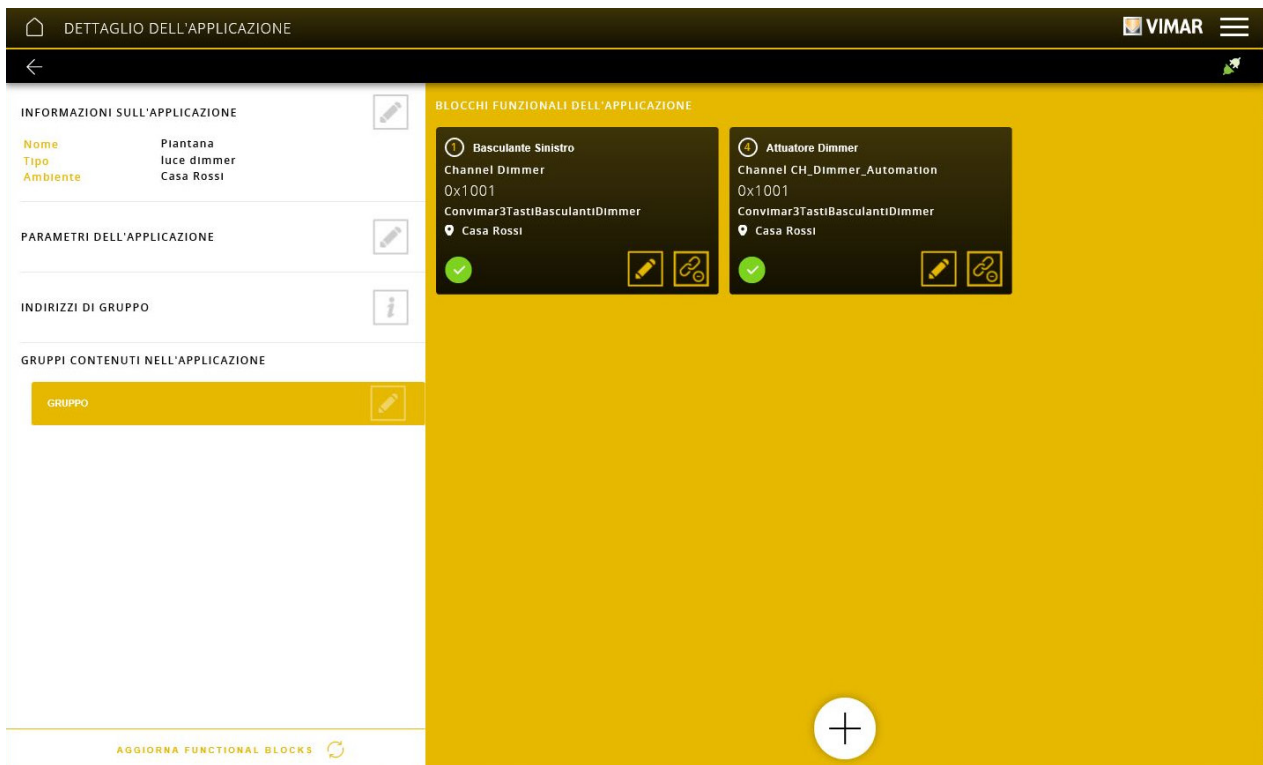 DETTAGLIO DELL'APPLICAZIONE
VIMAR
INFORMAZIONI SULL'APPLICAZIONE
Nome Piantana
Tipo luce dimmer
Ambiente Casa Rossi
PARAMETRI DELL'APPLICAZIONE
INDIRIZZI DI GRUPPO
i
GRUPPI CONTENUTI NELL'APPLICAZIONE
GRUPPO
AGGIORNA FUNCTIONAL BLOCKS
BLOCCHI FUNZIONALI DELL'APPLICAZIONE
1 Basculante Sinistro
Channel Dimmer
0x1001
Convimar3TastiBasculantiDimmer
Casa Rossi
4 Attuatore Dimmer
Channel CH_Dimmer_Automation
0x1001
Convimar3TastiBasculantiDimmer
Casa Rossi